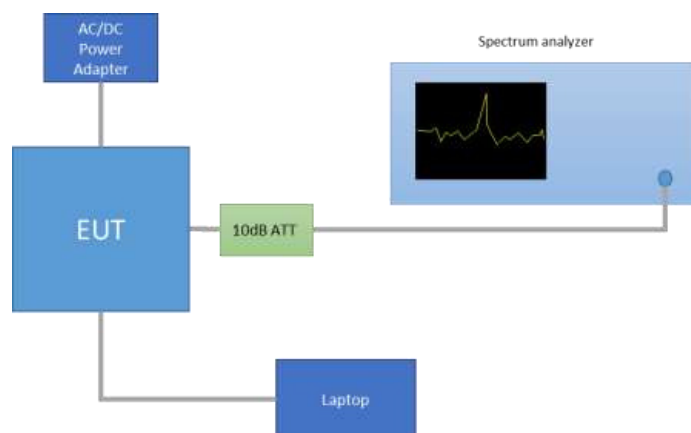 AC/DC
Power
Adapter
Spectrum analyzer
EUT
10dB ATT
Laptop